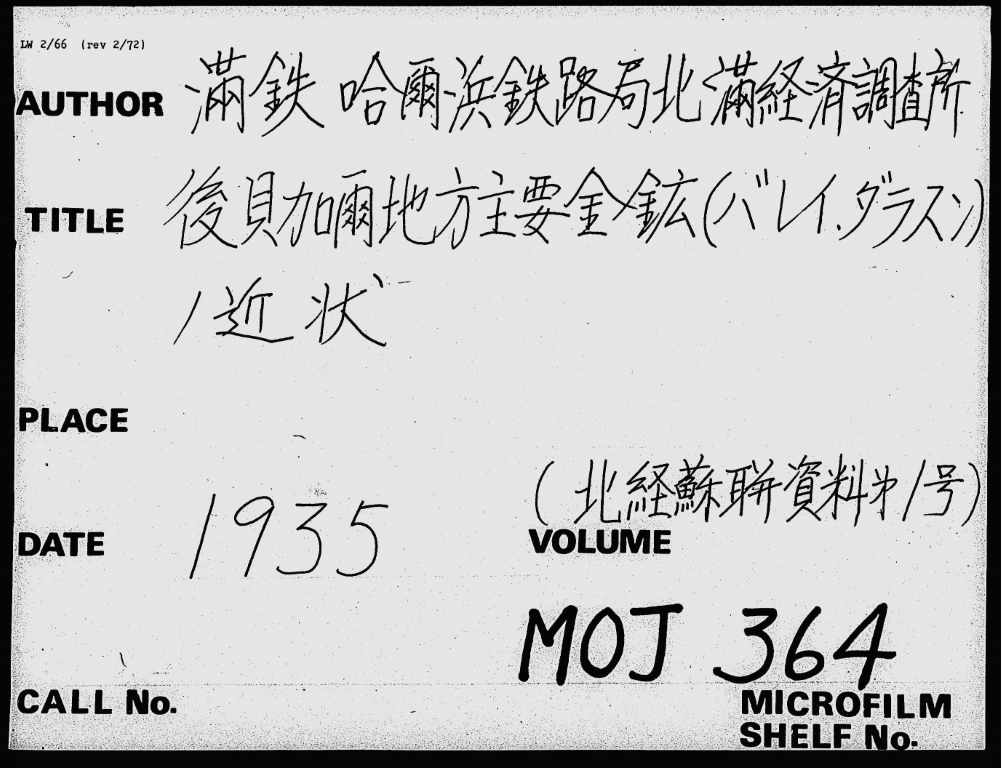 LW 2/66 (rev 2/72)
AUTHOR 満鉄 哈爾浜鉄路局北満経済調査所
TITLE 後貝加爾地方主要金鉱(バレイ.ダラスン)
ノ近状
PLACE
(北経蘇聯資料才1号)
DATE 1935 VOLUME
MOJ 364
CALL No. MICROFILM
SHELF No.